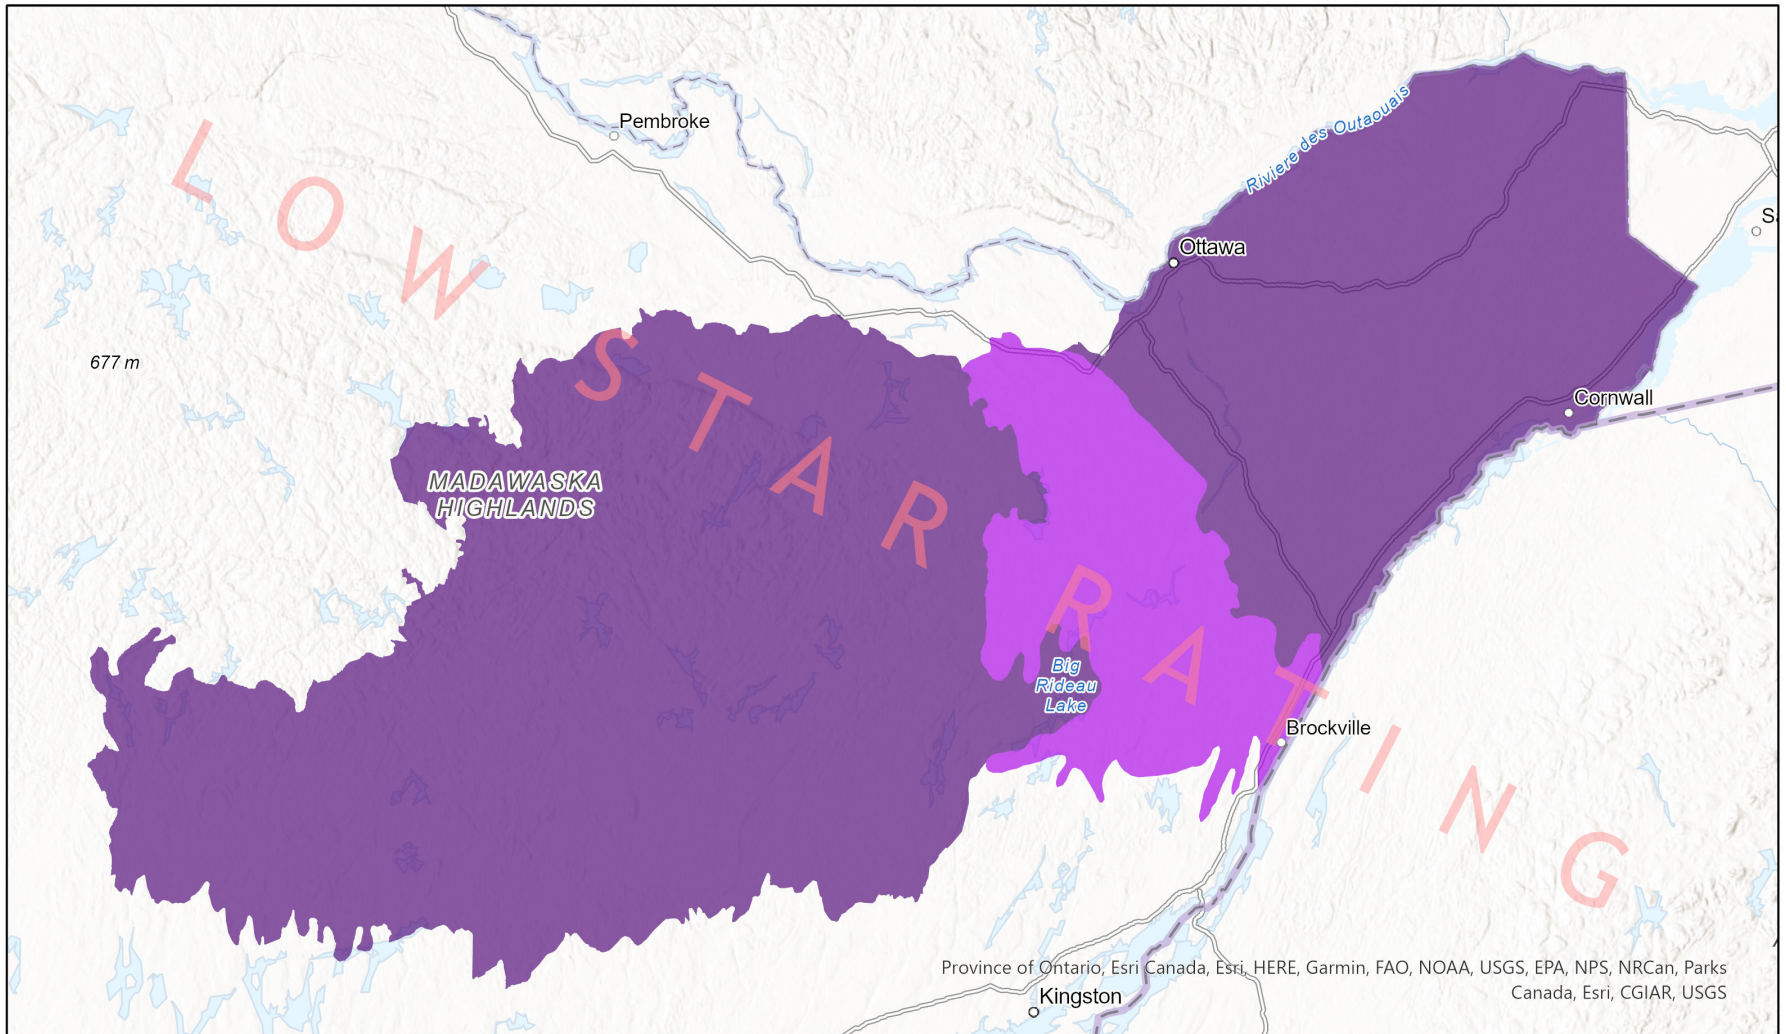 Pembroke
LOW STAR RATING
Riviere des Outaouais
Ottawa
677 m
Cornwall
MADAWASKA
HIGHLANDS
Big
Rideau
Lake
Brockville
Province of Ontario, Esri Canada, Esri, HERE, Garmin, FAO, NOAA, USGS, EPA, NPS, NRCan, Parks
Canada, Esri, CGIAR, USGS
Kingston